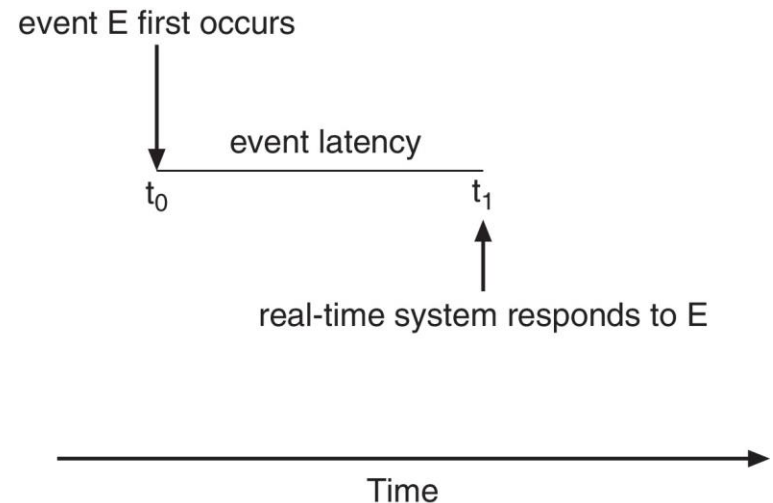 event E first occurs
event latency
t₀
t₁
real-time system responds to E
Time